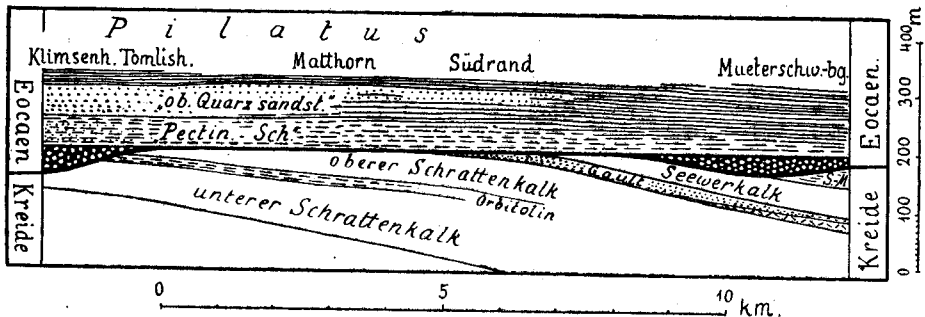 Pilatus
Klimsenh. Tomlish. Matthorn Südrand Mueterschw.-bg.
Eocaen
Kreide
„ob. Quarzsandst."
„Pectin.-Sch"
oberer Schrattenkalk
Orbitolin
unterer Schrattenkalk
Gault
Seewerkalk
S-M
Eocaen.
Kreide
400 m
300
200
100
0
0 5 10 km.